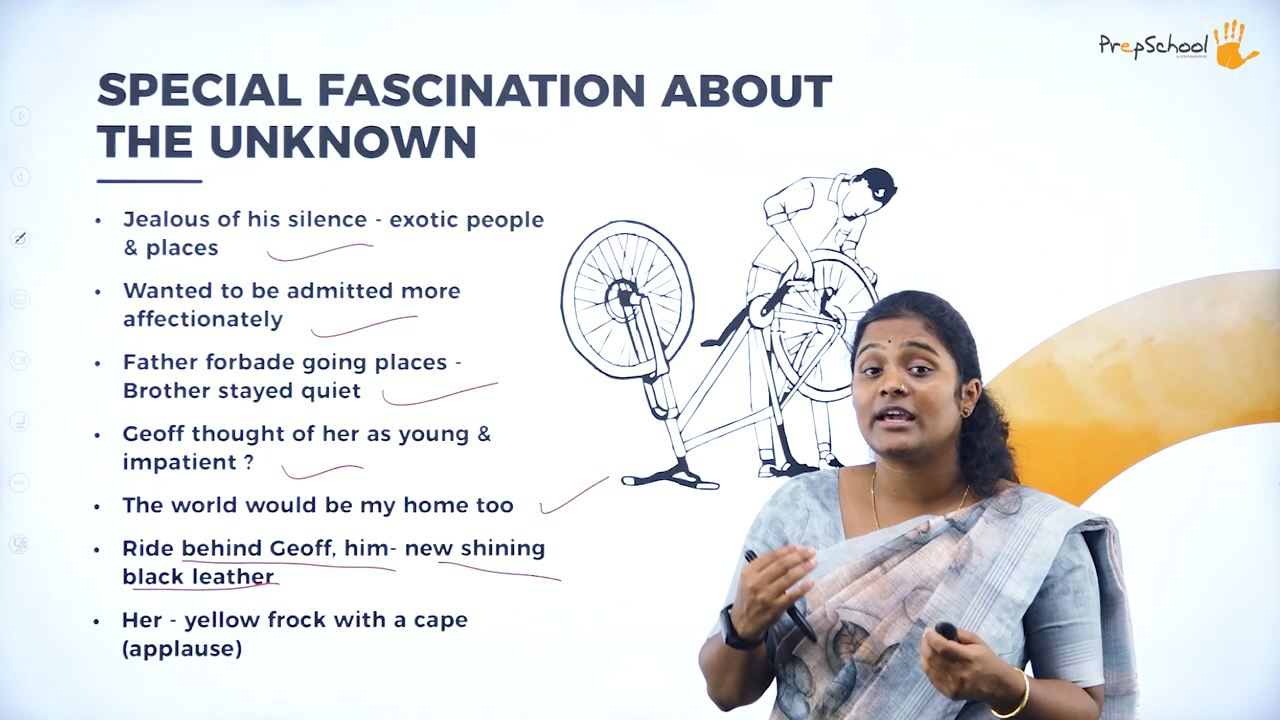 PrepSchool
SPECIAL FASCINATION ABOUT
THE UNKNOWN
• Jealous of his silence - exotic people
& places
• Wanted to be admitted more
affectionately
• Father forbade going places -
Brother stayed quiet
• Geoff thought of her as young &
impatient ?
• The world would be my home too
• Ride behind Geoff, him- new shining
black leather
• Her - yellow frock with a cape
(applause)